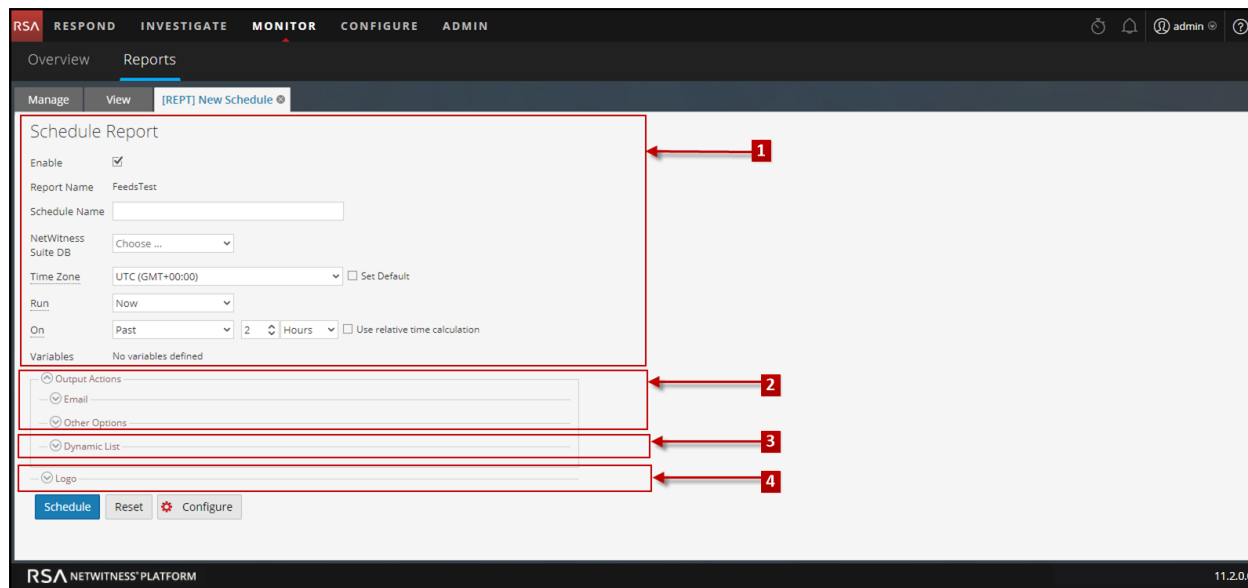 RSA RESPOND INVESTIGATE MONITOR CONFIGURE ADMIN admin ?
Overview Reports
Manage View [REPT] New Schedule
Schedule Report
1
Enable
Report Name FeedsTest
Schedule Name
NetWitness
Suite DB Choose ...
Time Zone UTC (GMT+00:00) Set Default
Run Now
On Past 2 Hours Use relative time calculation
Variables No variables defined
Output Actions
2
Email
Other Options
Dynamic List
3
Logo
4
Schedule Reset Configure
RSA NETWITNESS® PLATFORM 11.2.0.